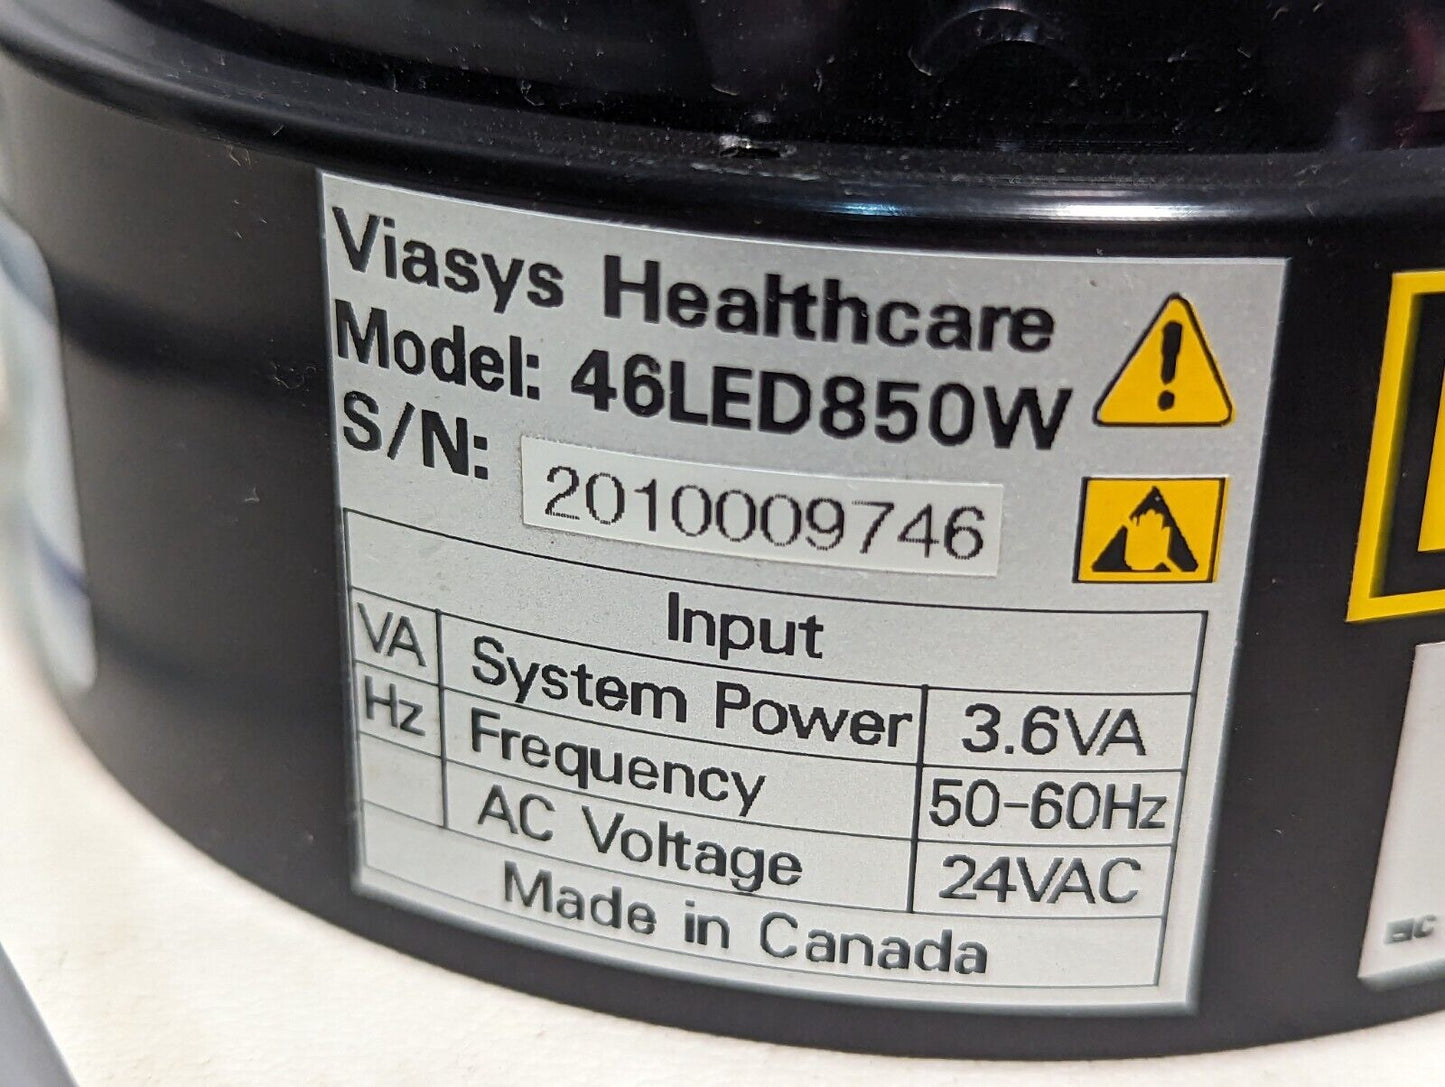 Viasys Healthcare
Model: 46LED850W
S/N: 2010009746
Input
VA System Power 3.6VA
Hz Frequency 50-60Hz
AC Voltage 24VAC
Made in Canada